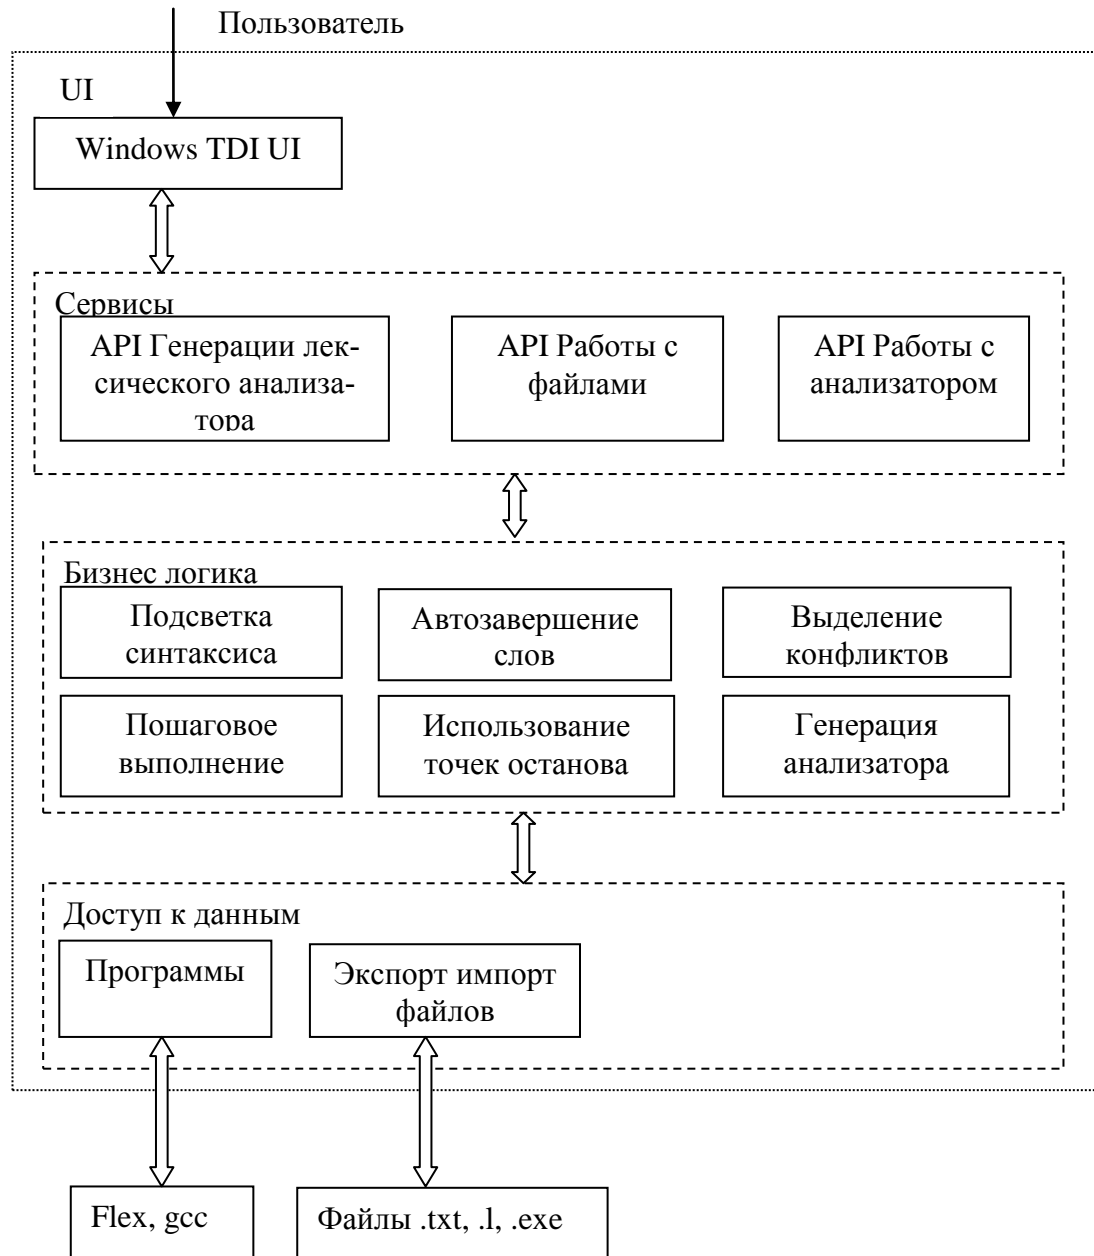 Пользователь
UI
Windows TDI UI
Сервисы
API Генерации лек-
сического анализа-
тора
API Работы с
файлами
API Работы с
анализатором
Бизнес логика
Подсветка
синтаксиса
Автозавершение
слов
Выделение
конфликтов
Пошаговое
выполнение
Использование
точек останова
Генерация
анализатора
Доступ к данным
Программы
Экспорт импорт
файлов
Flex, gcc
Файлы .txt, .l, .exe